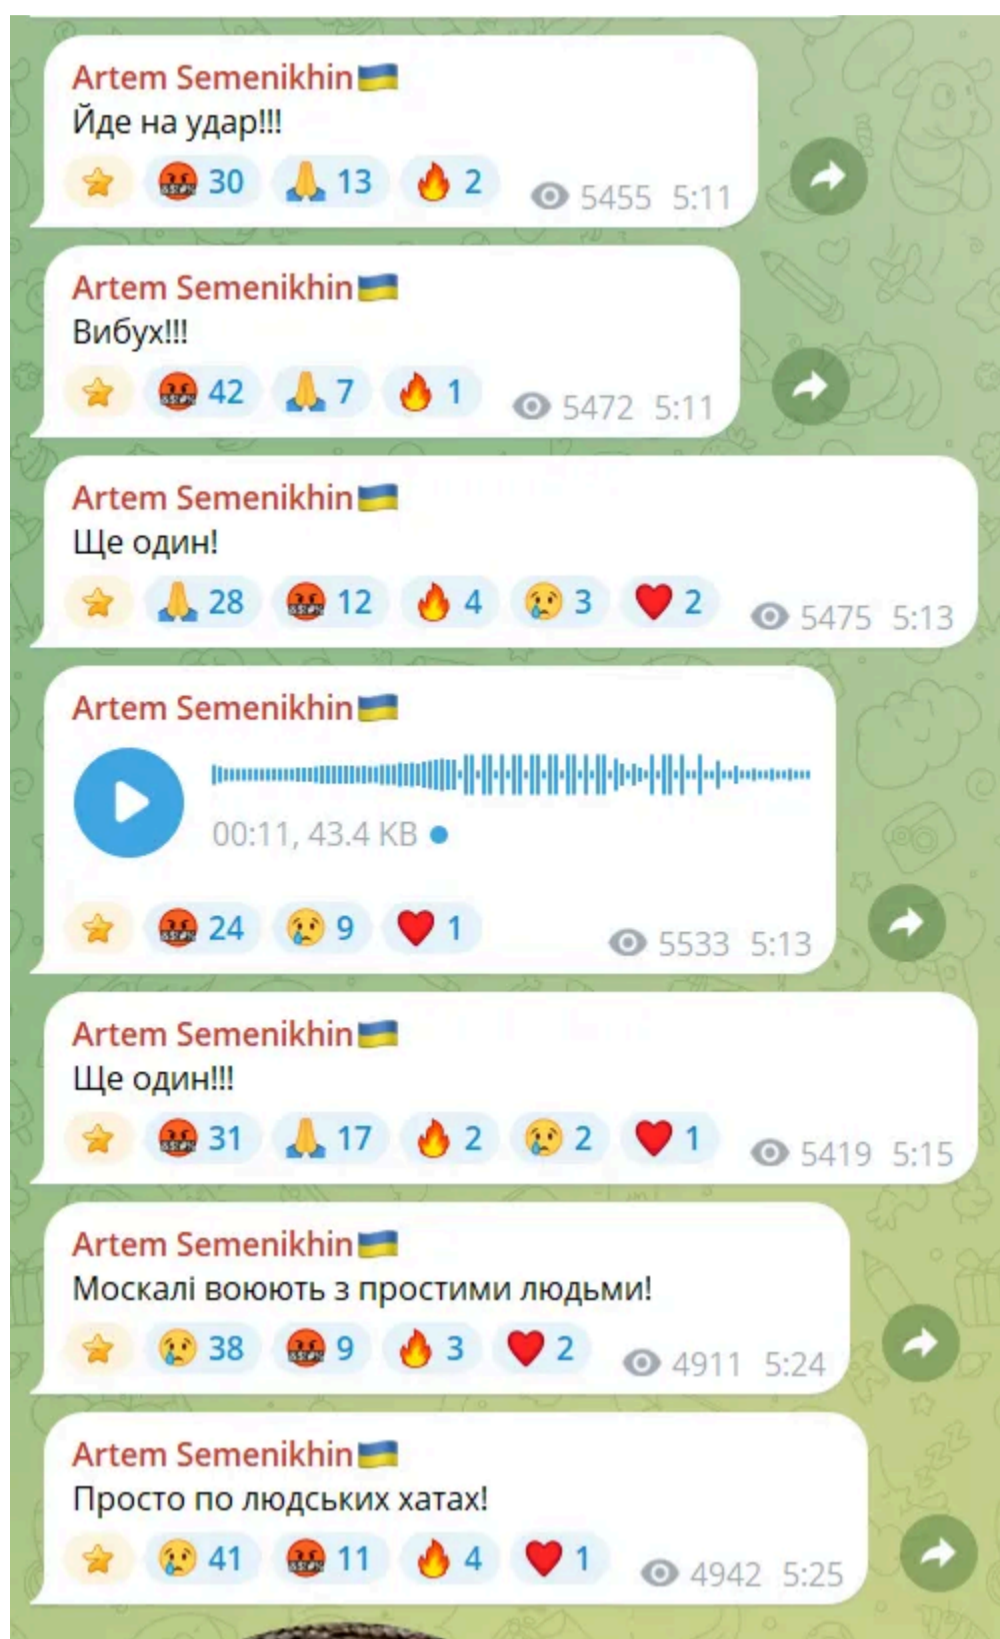 Artem Semenikhin🇺🇦
Йде на удар!!!
⭐ 🤬 30 🙏 13 🔥 2 5455 5:11
Artem Semenikhin🇺🇦
Вибух!!!
⭐ 🤬 42 🙏 7 🔥 1 5472 5:11
Artem Semenikhin🇺🇦
Ще один!
⭐ 🙏 28 🤬 12 🔥 4 😢 3 ❤️ 2 5475 5:13
Artem Semenikhin🇺🇦
00:11, 43.4 KB
⭐ 🤬 24 😢 9 ❤️ 1 5533 5:13
Artem Semenikhin🇺🇦
Ще один!!!
⭐ 🤬 31 🙏 17 🔥 2 😢 2 ❤️ 1 5419 5:15
Artem Semenikhin🇺🇦
Москалі воюють з простими людьми!
⭐ 😢 38 🤬 9 🔥 3 ❤️ 2 4911 5:24
Artem Semenikhin🇺🇦
Просто по людських хатах!
⭐ 😢 41 🤬 11 🔥 4 ❤️ 1 4942 5:25